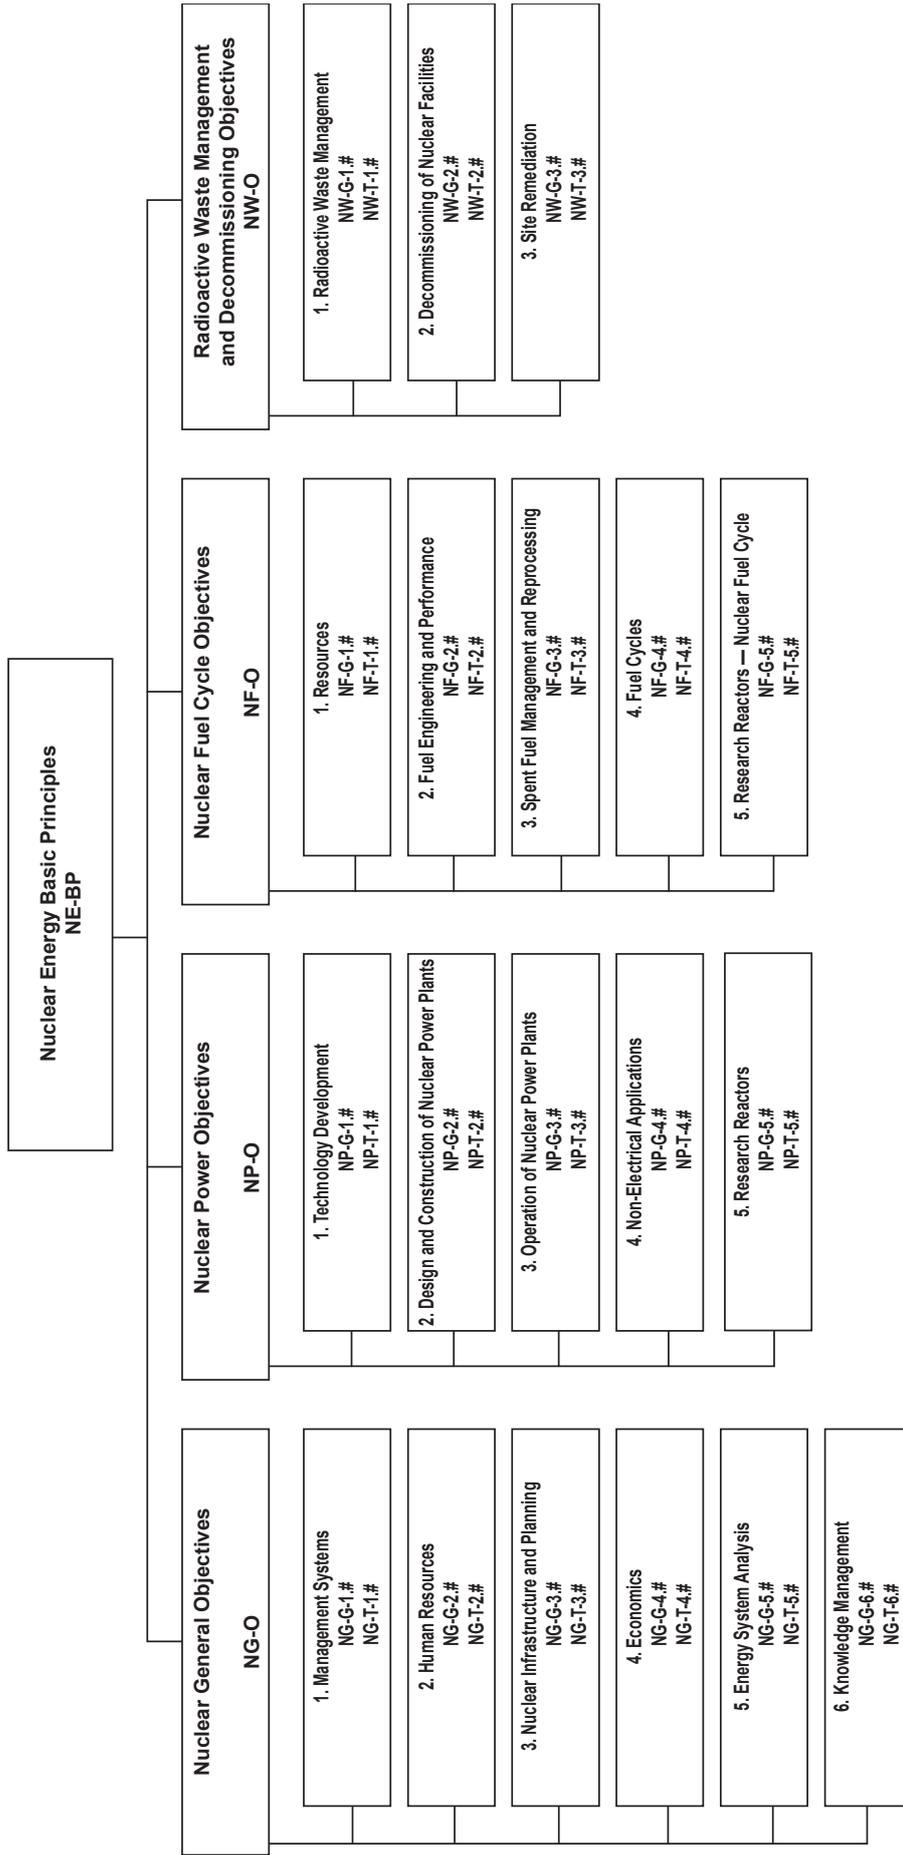 Nuclear Energy Basic Principles
NE-BP
Nuclear General Objectives
NG-O
1. Management Systems
NG-G-1.#
NG-T-1.#
2. Human Resources
NG-G-2.#
NG-T-2.#
3. Nuclear Infrastructure and Planning
NG-G-3.#
NG-T-3.#
4. Economics
NG-G-4.#
NG-T-4.#
5. Energy System Analysis
NG-G-5.#
NG-T-5.#
6. Knowledge Management
NG-G-6.#
NG-T-6.#
Nuclear Power Objectives
NP-O
1. Technology Development
NP-G-1.#
NP-T-1.#
2. Design and Construction of Nuclear Power Plants
NP-G-2.#
NP-T-2.#
3. Operation of Nuclear Power Plants
NP-G-3.#
NP-T-3.#
4. Non-Electrical Applications
NP-G-4.#
NP-T-4.#
5. Research Reactors
NP-G-5.#
NP-T-5.#
Nuclear Fuel Cycle Objectives
NF-O
1. Resources
NF-G-1.#
NF-T-1.#
2. Fuel Engineering and Performance
NF-G-2.#
NF-T-2.#
3. Spent Fuel Management and Reprocessing
NF-G-3.#
NF-T-3.#
4. Fuel Cycles
NF-G-4.#
NF-T-4.#
5. Research Reactors — Nuclear Fuel Cycle
NF-G-5.#
NF-T-5.#
Radioactive Waste Management
and Decommissioning Objectives
NW-O
1. Radioactive Waste Management
NW-G-1.#
NW-T-1.#
2. Decommissioning of Nuclear Facilities
NW-G-2.#
NW-T-2.#
3. Site Remediation
NW-G-3.#
NW-T-3.#